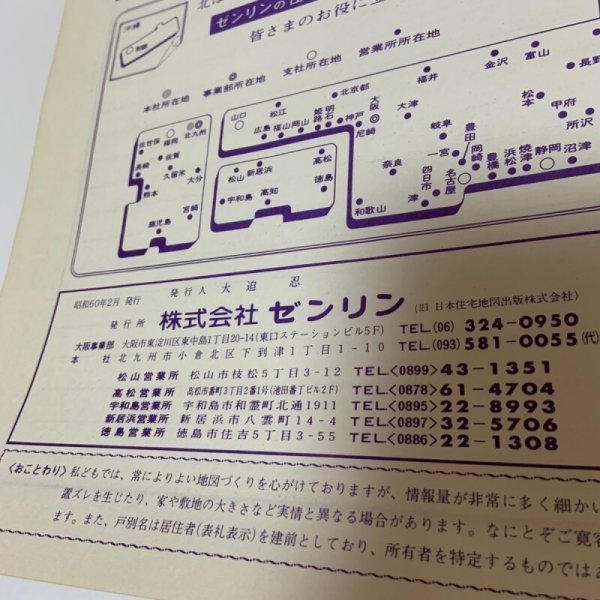 ゼンリンの
皆さまのお役に
沖縄
那覇
本社所在地
事業部所在地
支社所在地
営業所所在地
佐世保
福岡
北九州
長崎
佐賀
久留米
大分
熊本
宮崎
鹿児島
山口
松江
広島
福山
岡山
姫路
明石
神戸
北京都
大阪
尼崎
大津
福井
金沢
富山
長野
松本
甲府
所沢
岐阜
一宮
豊田
岡崎
名古屋
豊橋
浜松
焼津
静岡
沼津
奈良
四日市
津
和歌山
松山
新居浜
高松
宇和島
高知
徳島
昭和60年2月 発行
発行人 大迫 忍
発行所 株式会社 ゼンリン (旧 日本住宅地図出版株式会社)
大阪事業部 大阪市東淀川区東中島1丁目20-14(東口ステーションビル5F) TEL.(06) 324-0950
本 社 北九州市小倉北区下到津1丁目1-10 TEL.(093) 581-0055(代)
松山営業所 松山市枝松5丁目3-12 TEL<0899>43-1351
高松営業所 高松市番町3丁目2番1号(池田番丁ビル2F) TEL<0878>61-4704
宇和島営業所 宇和島市和霊町北通1911 TEL.<0895>22-8993
新居浜営業所 新居浜市八雲町14-4 TEL<0897>32-5706
徳島営業所 徳島市住吉5丁目3-55 TEL.<0886>22-1308
〈おことわり〉私どもでは、常によりよい地図づくりを心がけておりますが、情報量が非常に多く細かい
置ズレを生じたり、家や敷地の大きさなど実情と異なる場合があります。なにとぞご寛容
ます。また、戸別名は居住者(表札表示)を建前としており、所有者を特定するものではあ